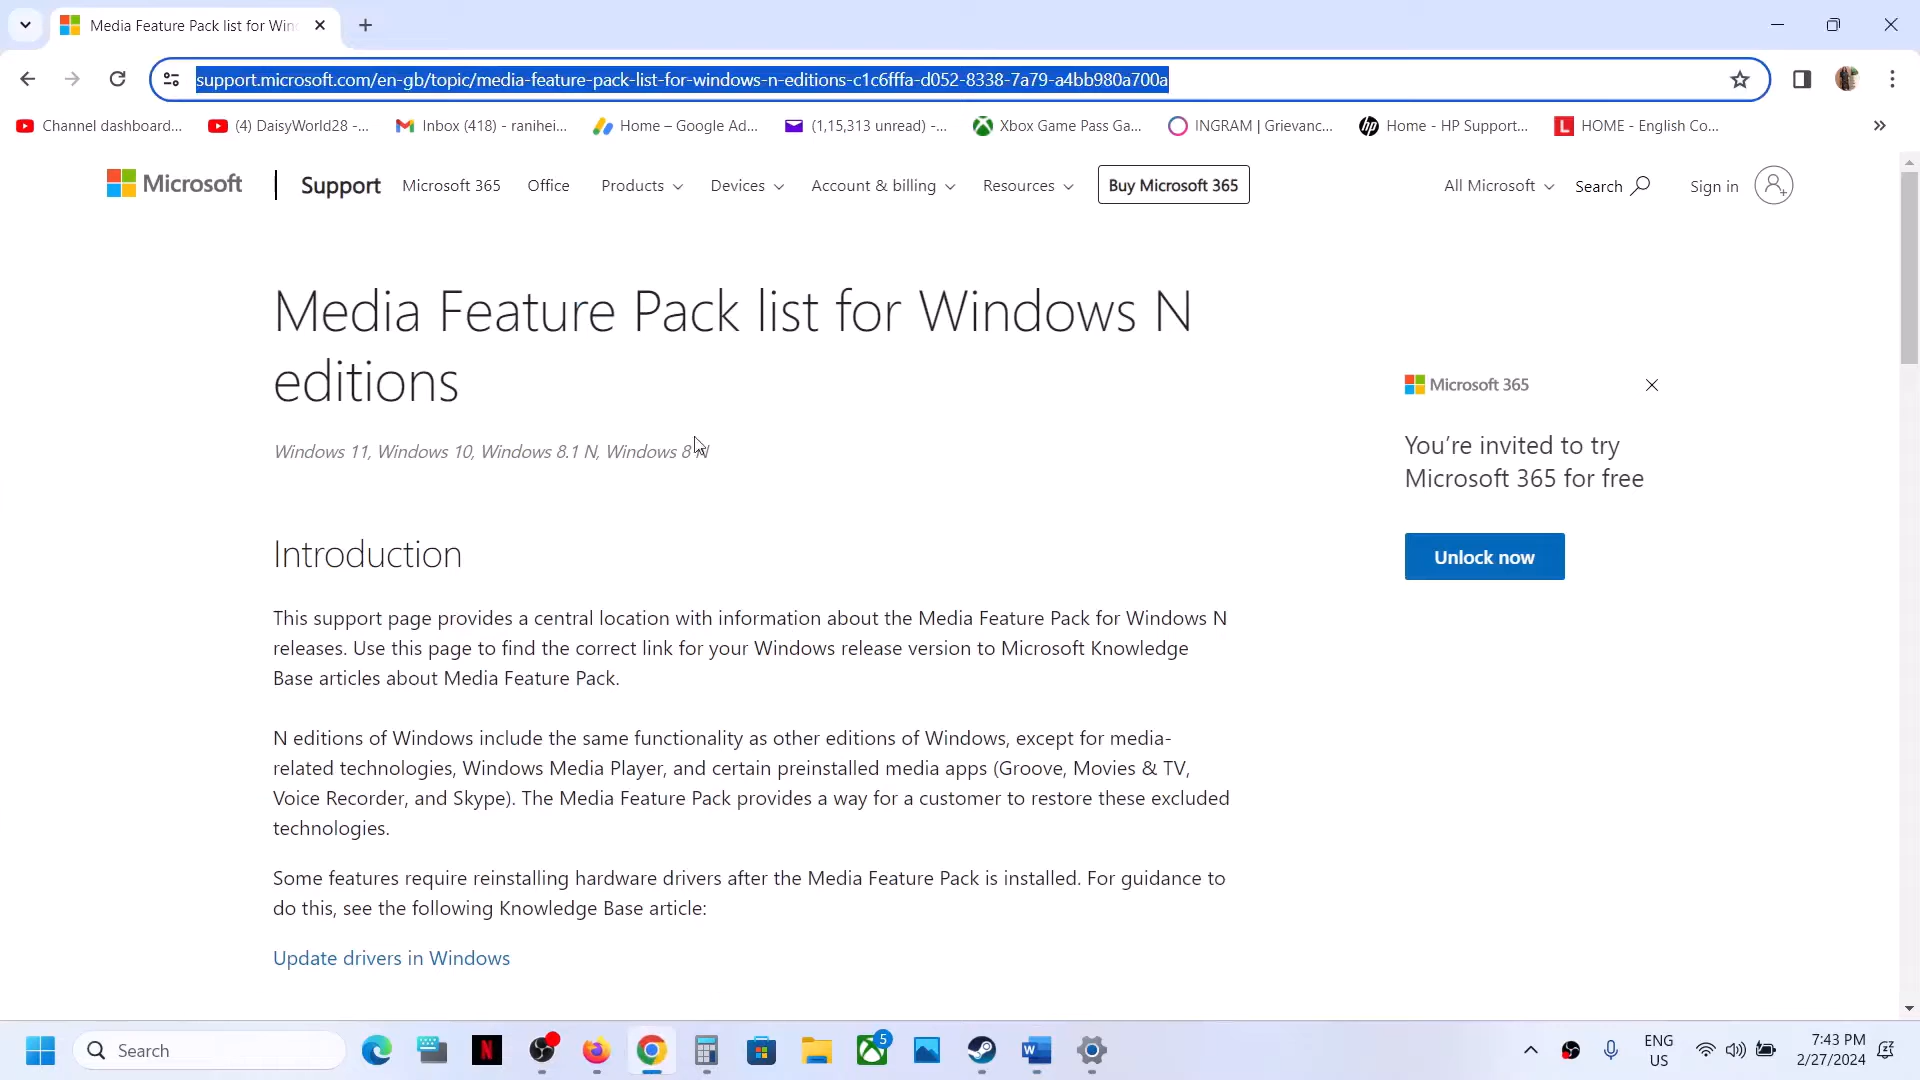 Media Feature Pack list for Win
support.microsoft.com/en-gb/topic/media-feature-pack-list-for-windows-n-editions-c1c6fffa-d052-8338-7a79-a4bb980a700a
Channel dashboard... (4) DaisyWorld28 -... Inbox (418) - ranihei... Home – Google Ad... (1,15,313 unread) -... Xbox Game Pass Ga... INGRAM | Grievanc... Home - HP Support... HOME - English Co... »
Microsoft Support Microsoft 365 Office Products Devices Account & billing Resources Buy Microsoft 365 All Microsoft Search Sign in
Media Feature Pack list for Windows N
editions
Windows 11, Windows 10, Windows 8.1 N, Windows 8 N
Microsoft 365
You’re invited to try
Microsoft 365 for free
Unlock now
Introduction
This support page provides a central location with information about the Media Feature Pack for Windows N
releases. Use this page to find the correct link for your Windows release version to Microsoft Knowledge
Base articles about Media Feature Pack.
N editions of Windows include the same functionality as other editions of Windows, except for media-
related technologies, Windows Media Player, and certain preinstalled media apps (Groove, Movies & TV,
Voice Recorder, and Skype). The Media Feature Pack provides a way for a customer to restore these excluded
technologies.
Some features require reinstalling hardware drivers after the Media Feature Pack is installed. For guidance to
do this, see the following Knowledge Base article:
Update drivers in Windows
Search
5
ENG
US
7:43 PM
2/27/2024